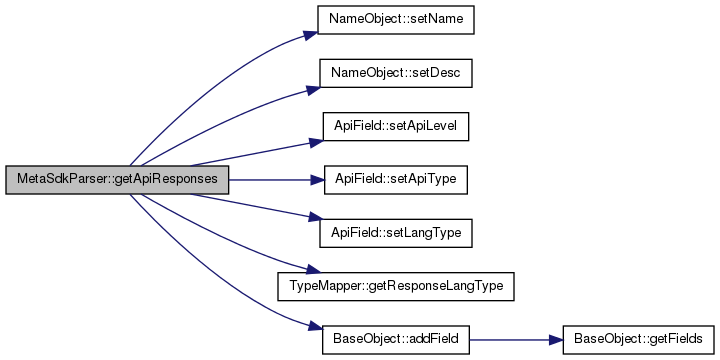 NameObject::setName
NameObject::setDesc
ApiField::setApiLevel
MetaSdkParser::getApiResponses
ApiField::setApiType
ApiField::setLangType
TypeMapper::getResponseLangType
BaseObject::addField
BaseObject::getFields